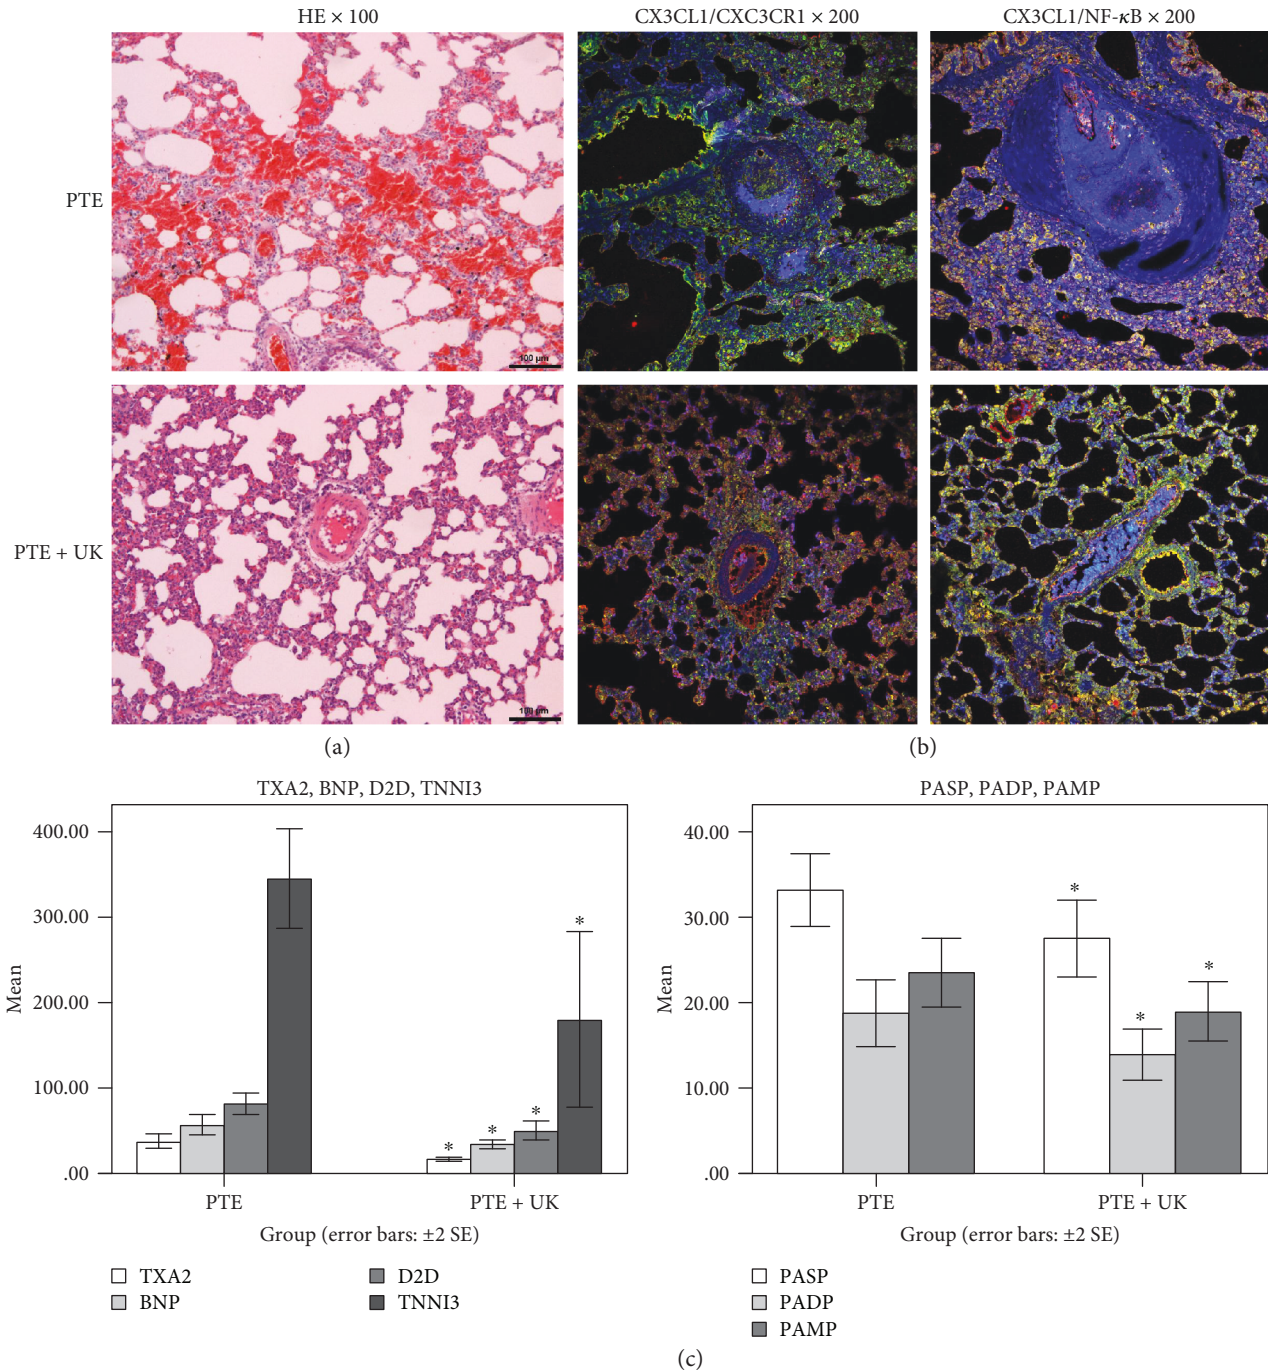 HE × 100
CX3CL1/CXC3CR1 × 200
CX3CL1/NF-κB × 200
PTE
100 μm
PTE + UK
100 μm
(a)
(b)
TXA2, BNP, D2D, TNNI3
400.00
300.00
200.00
100.00
.00
Mean
*
*
*
*
PTE
PTE + UK
Group (error bars: ±2 SE)
TXA2
D2D
BNP
TNNI3
PASP, PADP, PAMP
40.00
30.00
20.00
10.00
.00
Mean
*
*
*
PTE
PTE + UK
Group (error bars: ±2 SE)
PASP
PADP
PAMP
(c)